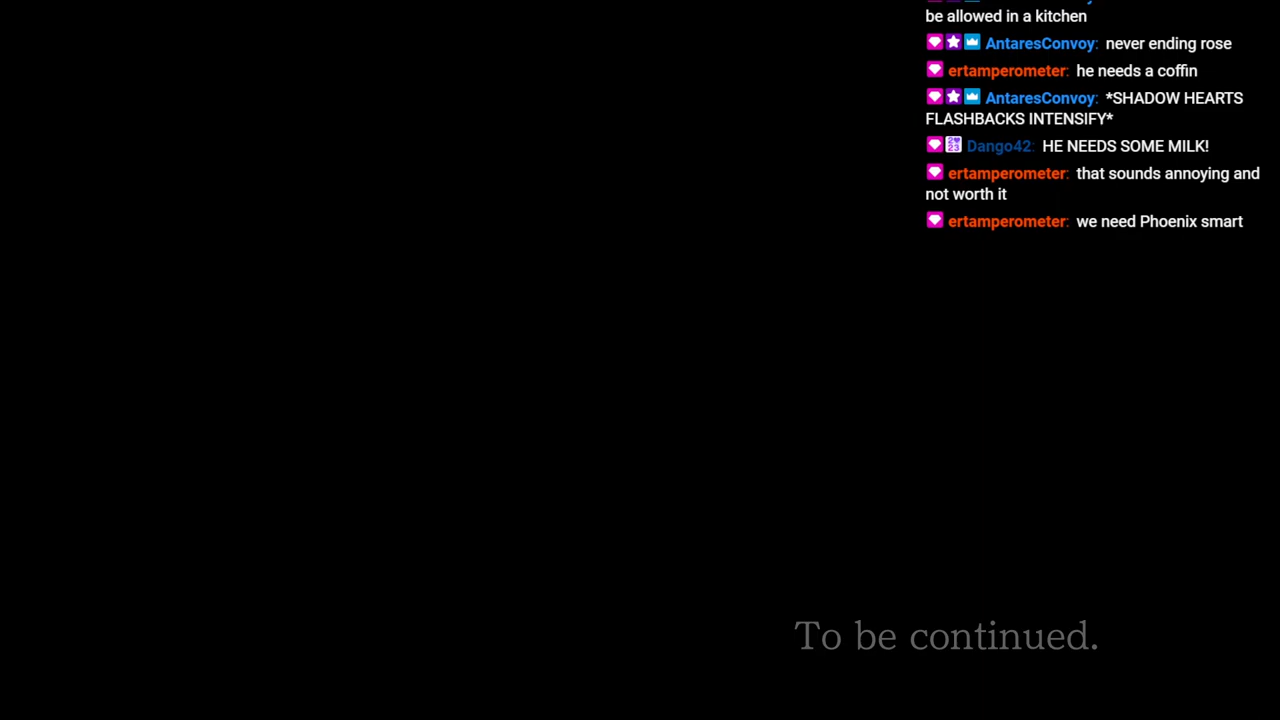 be allowed in a kitchen
AntaresConvoy: never ending rose
ertamperometer: he needs a coffin
AntaresConvoy: *SHADOW HEARTS
FLASHBACKS INTENSIFY*
Dango42: HE NEEDS SOME MILK!
ertamperometer: that sounds annoying and
not worth it
ertamperometer: we need Phoenix smart
To be continued.